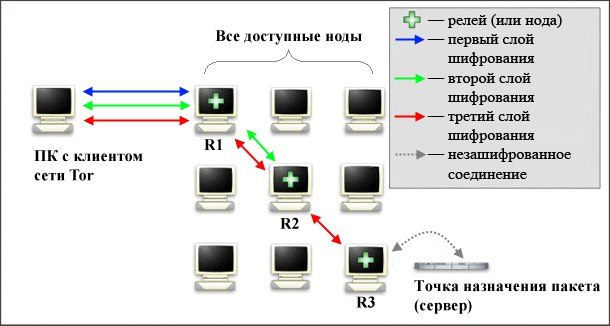 Все доступные ноды
ПК с клиентом
сети Tor
R1
R2
R3
Точка назначения пакета
(сервер)
— релей (или нода)
— первый слой
шифрования
— второй слой
шифрования
— третий слой
шифрования
— незашифрованное
соединение